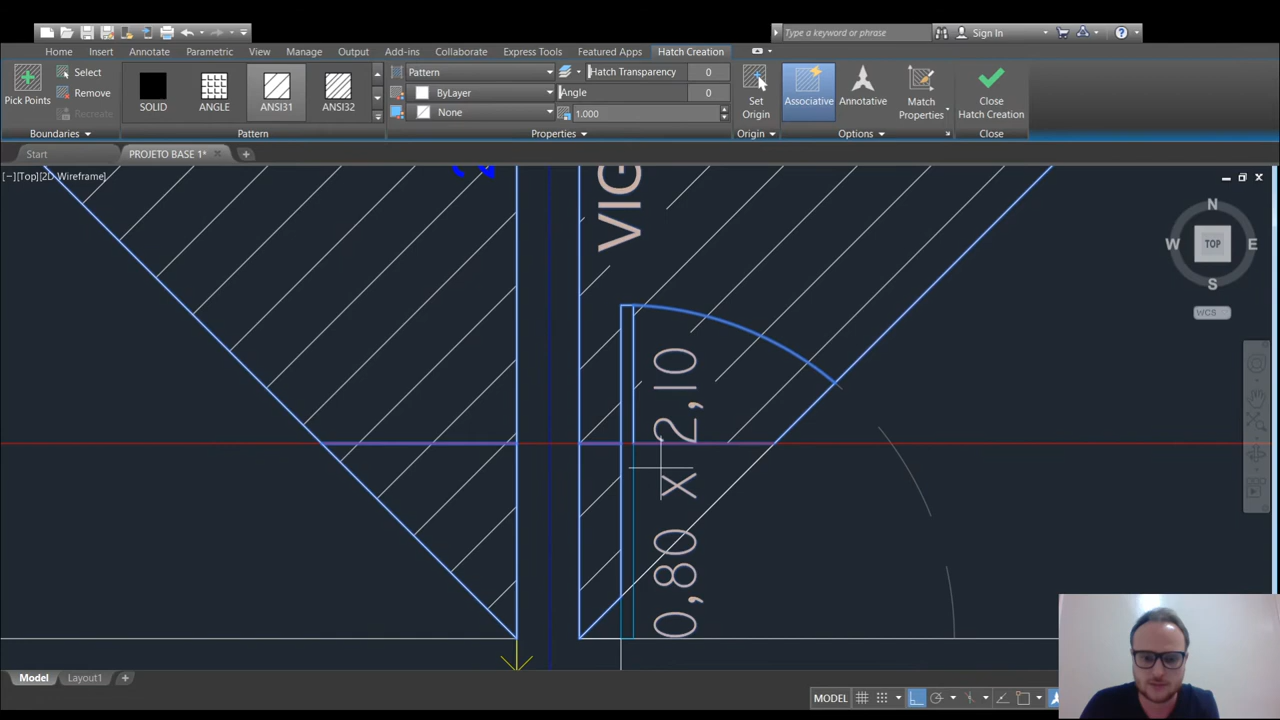 Type a keyword or phrase
Sign In
Home Insert Annotate Parametric View Manage Output Add-ins Collaborate Express Tools Featured Apps Hatch Creation
Pick Points
Select
Remove
Recreate
Boundaries
SOLID
ANGLE
ANSI31
ANSI32
Pattern
Pattern
ByLayer
None
Hatch Transparency 0
Angle 0
1.000
Properties
Set Origin
Origin
Associative
Annotative
Match Properties
Options
Close Hatch Creation
Close
Start
PROJETO BASE 1*
[−][Top][2D Wireframe]
N
W TOP E
S
WCS
VIG
0,80 x 2,10
Model
Layout1
MODEL